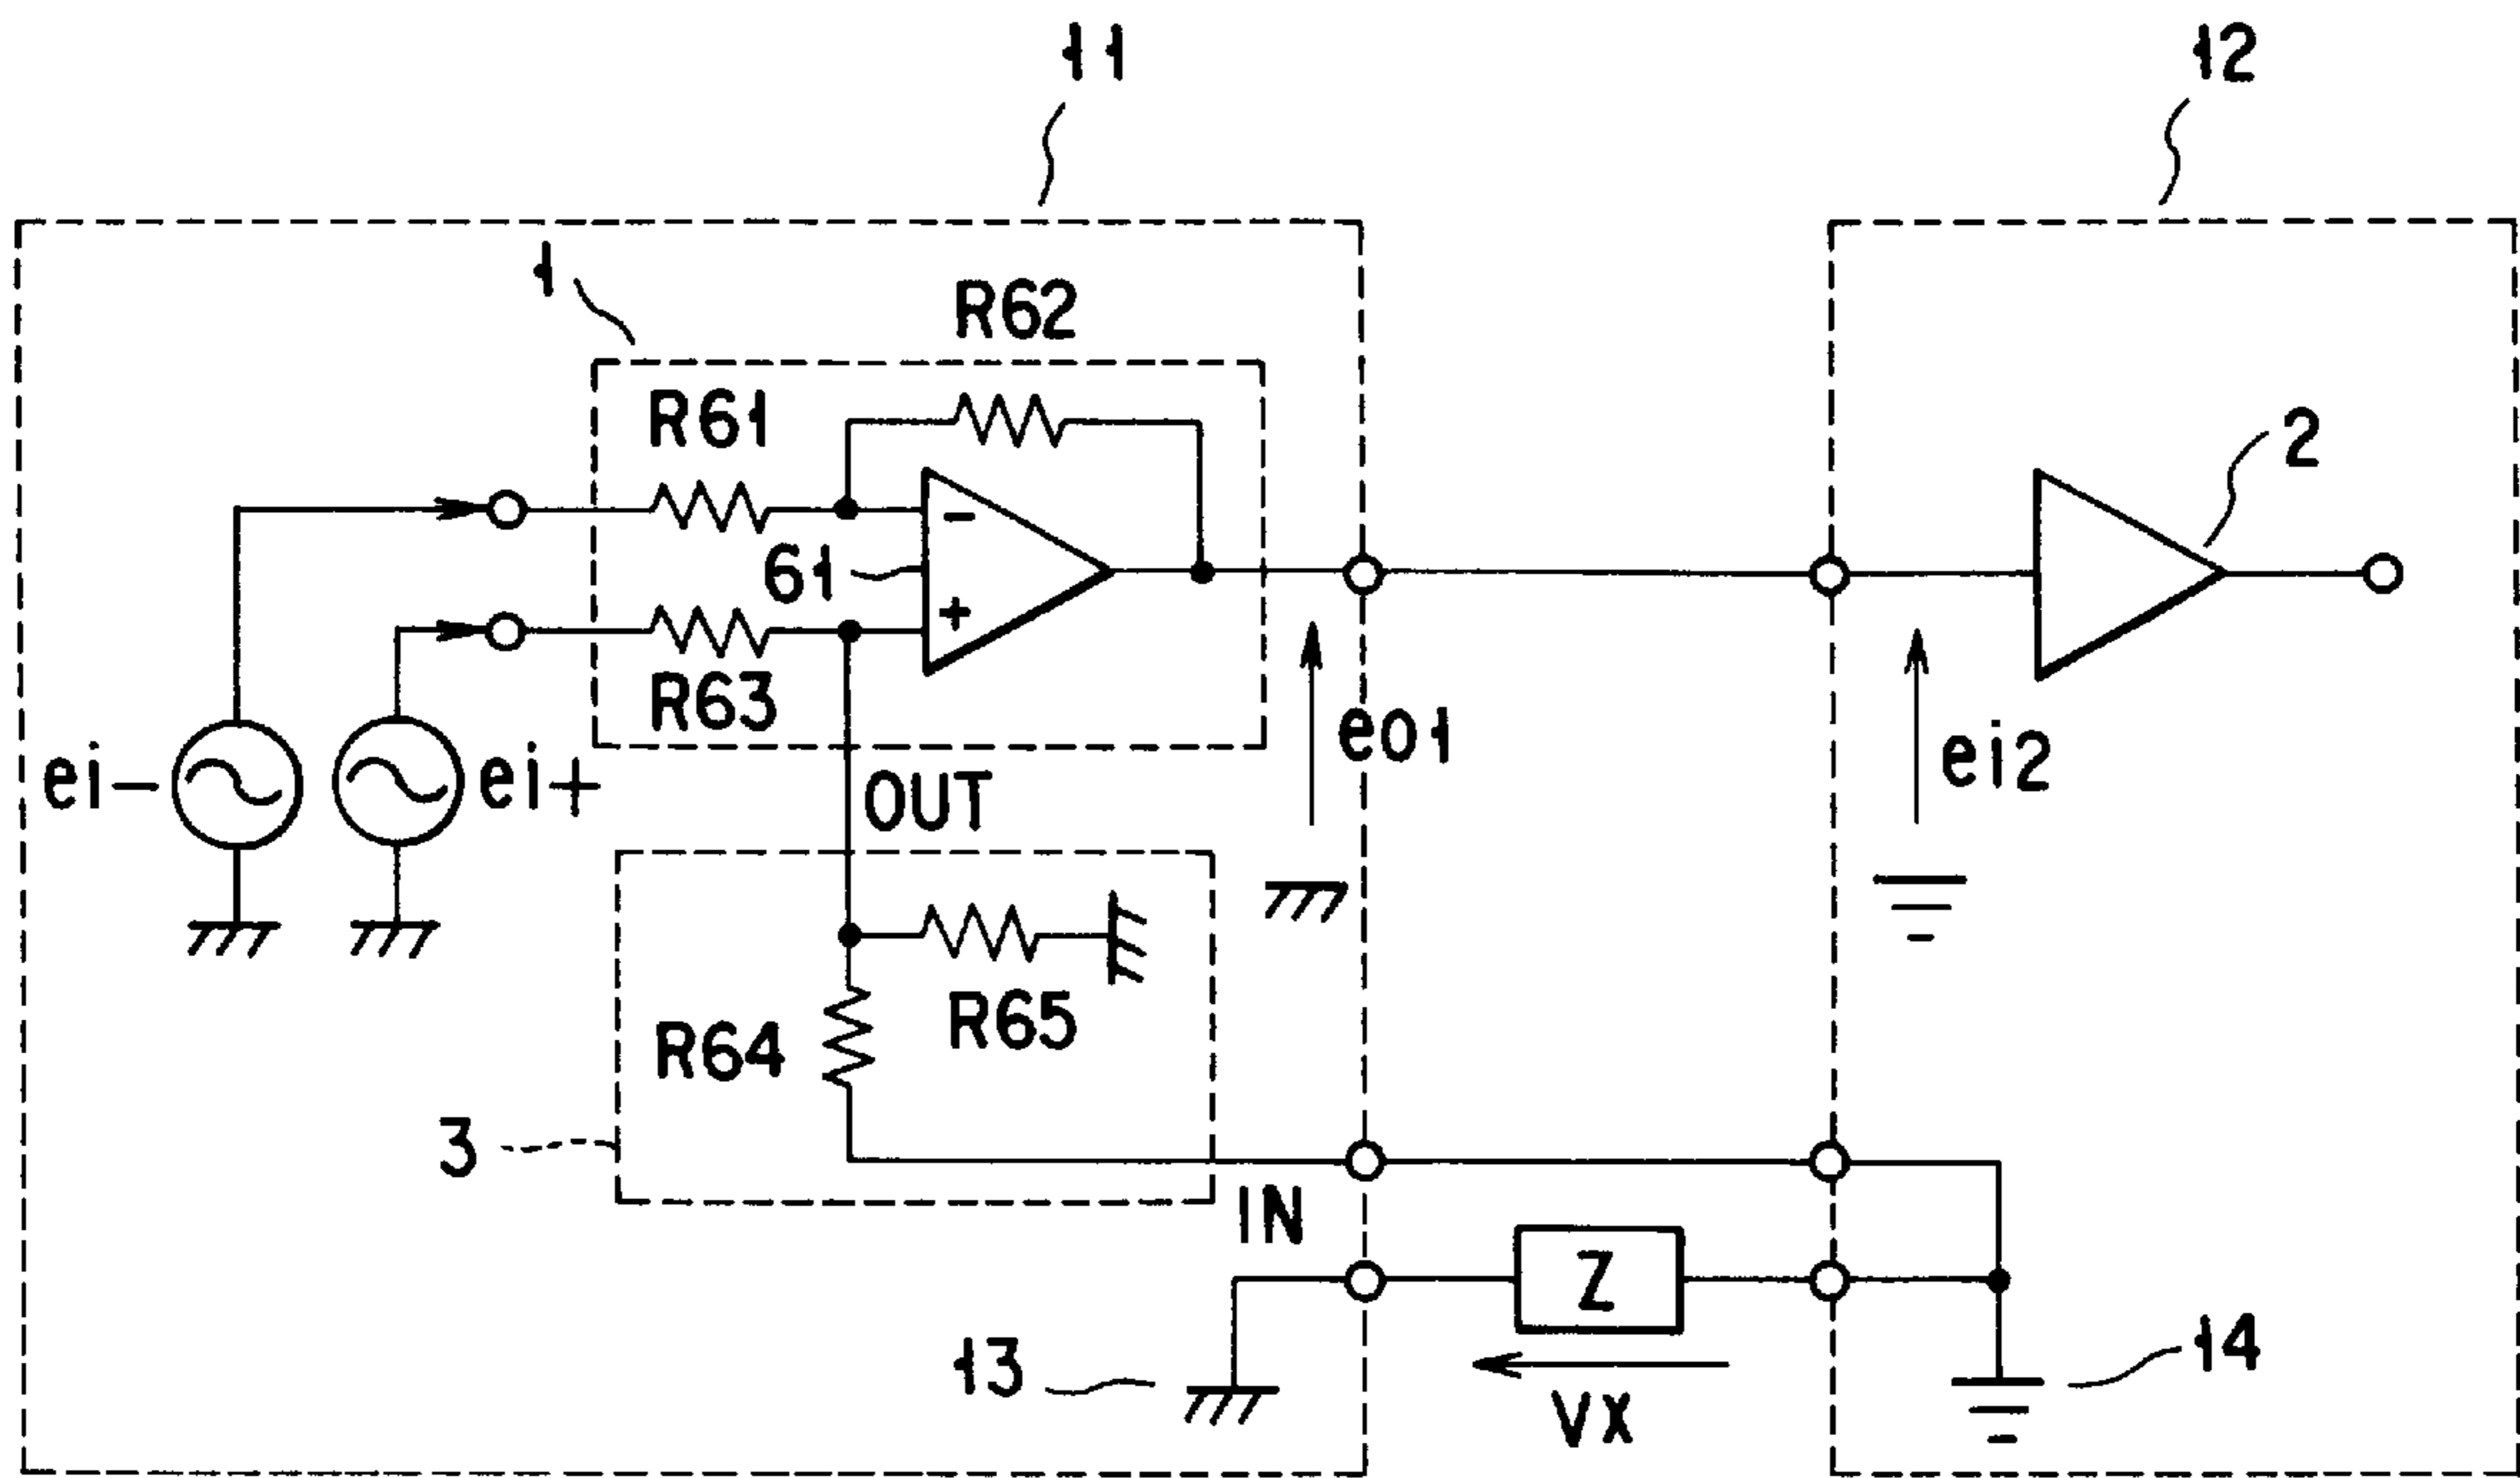 11
12
1
R62
R61
2
61
-
+
R63
eo1
ei2
ei-
ei+
OUT
R65
R64
3
IN
Z
13
14
VX